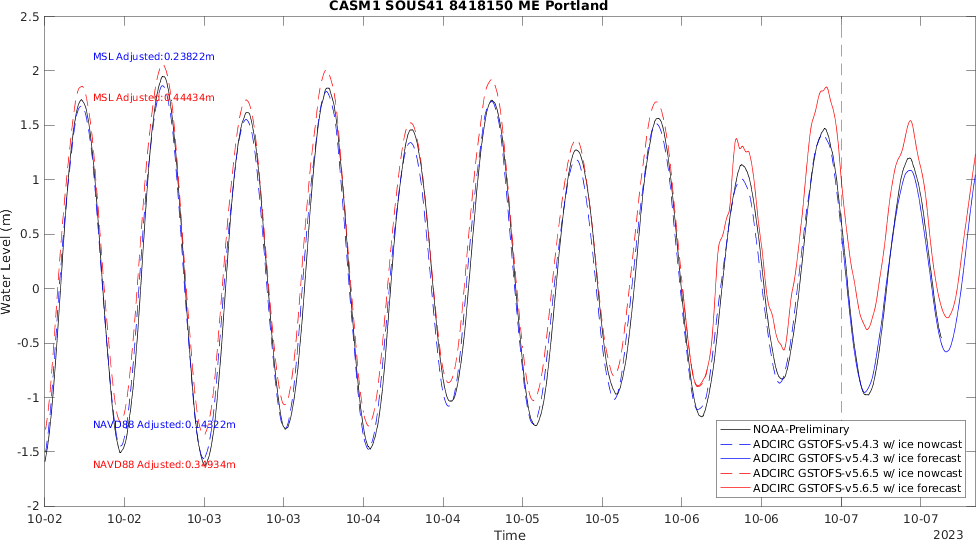 CASM1 SOUS41 8418150 ME Portland
2.5
2
1.5
1
0.5
0
-0.5
-1
-1.5
-2
Water Level (m)
MSL Adjusted:0.23822m
MSL Adjusted:0.44434m
NAVD88 Adjusted:0.14322m
NAVD88 Adjusted:0.34934m
NOAA-Preliminary
ADCIRC GSTOFS-v5.4.3 w/ ice nowcast
ADCIRC GSTOFS-v5.4.3 w/ ice forecast
ADCIRC GSTOFS-v5.6.5 w/ ice nowcast
ADCIRC GSTOFS-v5.6.5 w/ ice forecast
10-02 10-02 10-03 10-03 10-04 10-04 10-05 10-05 10-06 10-06 10-07 10-07
Time
2023